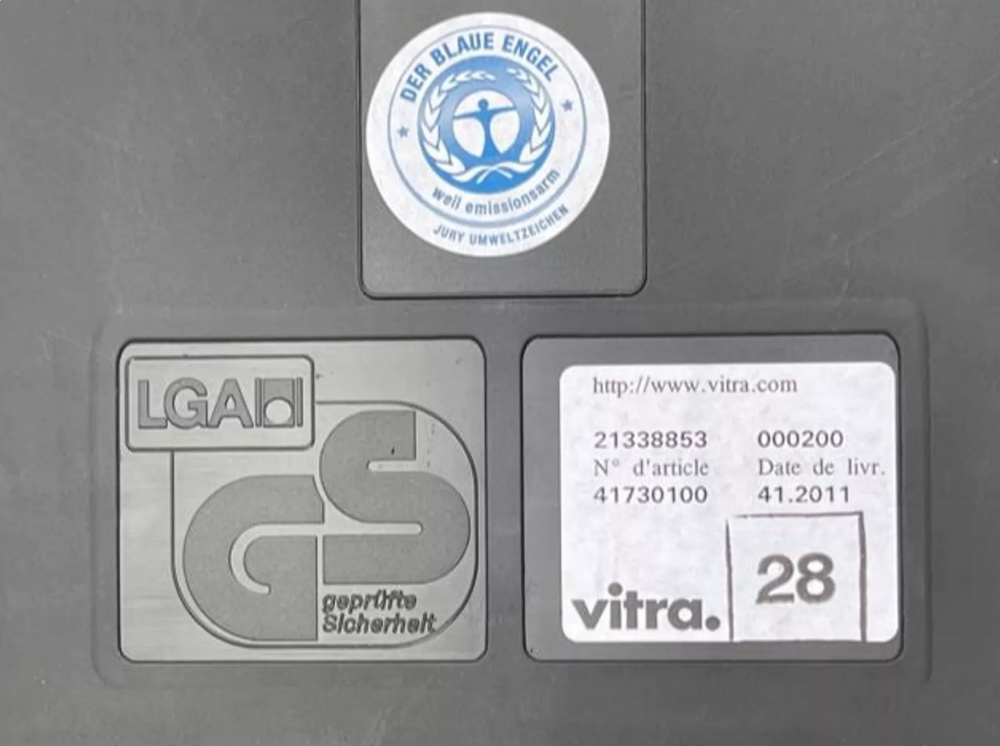 DER BLAUE ENGEL
weil emissionsarm
JURY UMWELTZEICHEN
LGA
GS
geprüfte
Sicherheit
http://www.vitra.com
21338853 000200
N° d'article Date de livr.
41730100 41.2011
28
vitra.